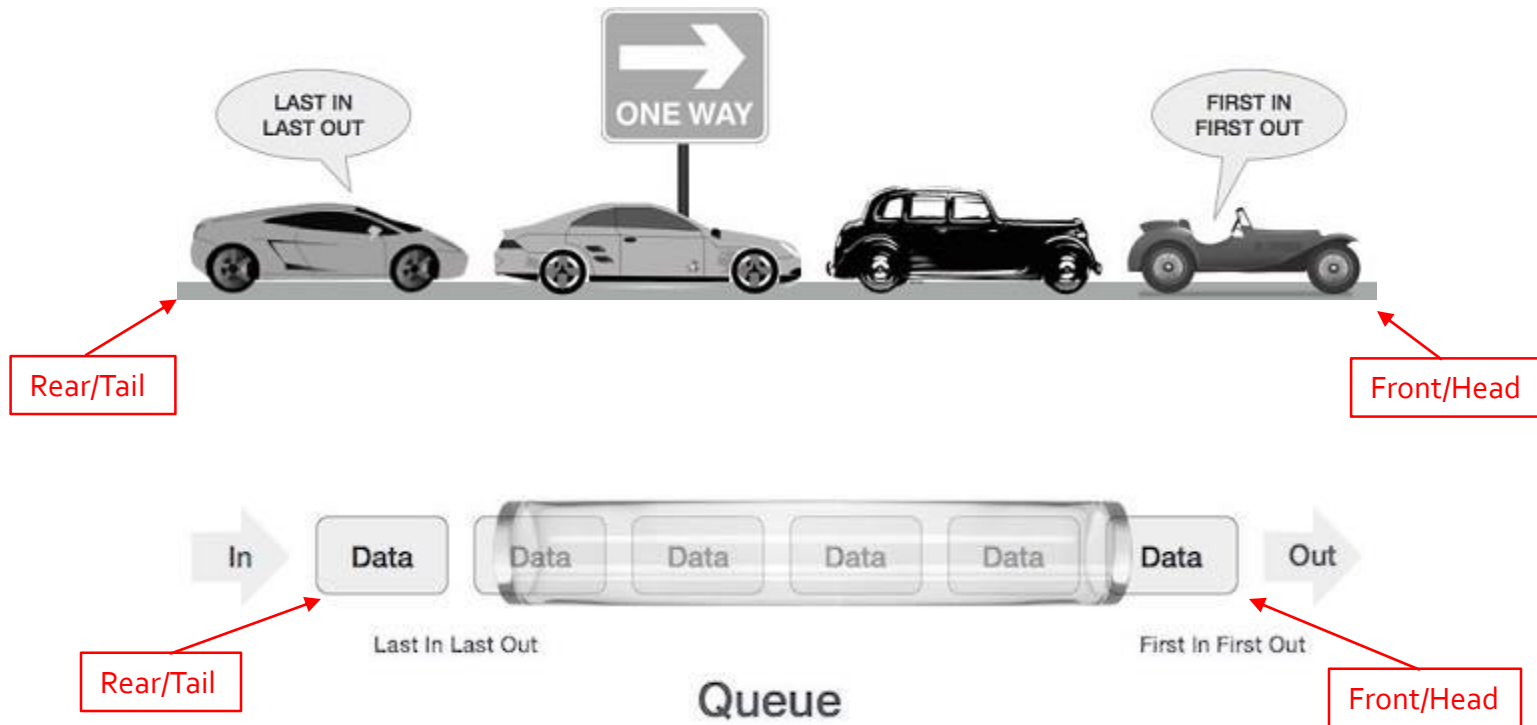 LAST IN
LAST OUT
ONE WAY
FIRST IN
FIRST OUT
Rear/Tail
Front/Head
In
Data
Data
Data
Data
Data
Data
Out
Last In Last Out
First In First Out
Rear/Tail
Front/Head
Queue